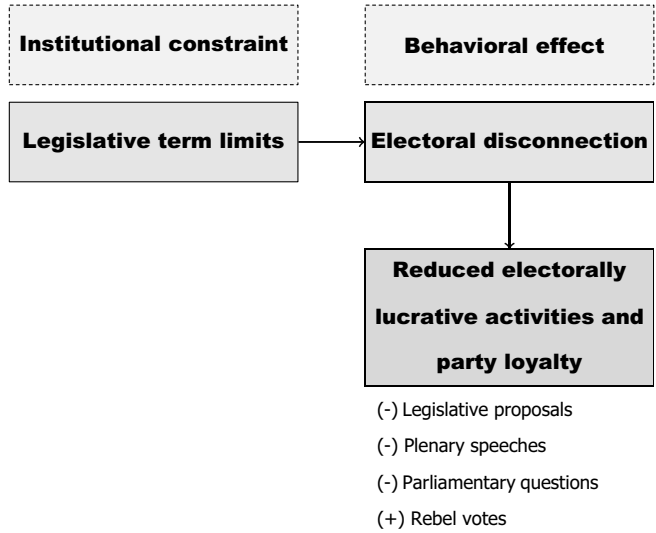 Institutional constraint
Behavioral effect
Legislative term limits
Electoral disconnection
Reduced electorally
lucrative activities and
party loyalty
(-) Legislative proposals
(-) Plenary speeches
(-) Parliamentary questions
(+) Rebel votes